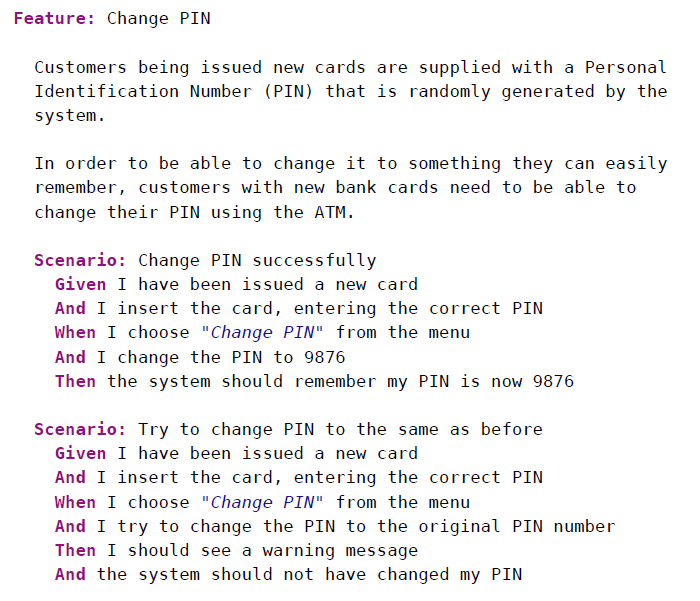 Feature: Change PIN
Customers being issued new cards are supplied with a Personal
Identification Number (PIN) that is randomly generated by the
system.
In order to be able to change it to something they can easily
remember, customers with new bank cards need to be able to
change their PIN using the ATM.
Scenario: Change PIN successfully
Given I have been issued a new card
And I insert the card, entering the correct PIN
When I choose "Change PIN" from the menu
And I change the PIN to 9876
Then the system should remember my PIN is now 9876
Scenario: Try to change PIN to the same as before
Given I have been issued a new card
And I insert the card, entering the correct PIN
When I choose "Change PIN" from the menu
And I try to change the PIN to the original PIN number
Then I should see a warning message
And the system should not have changed my PIN